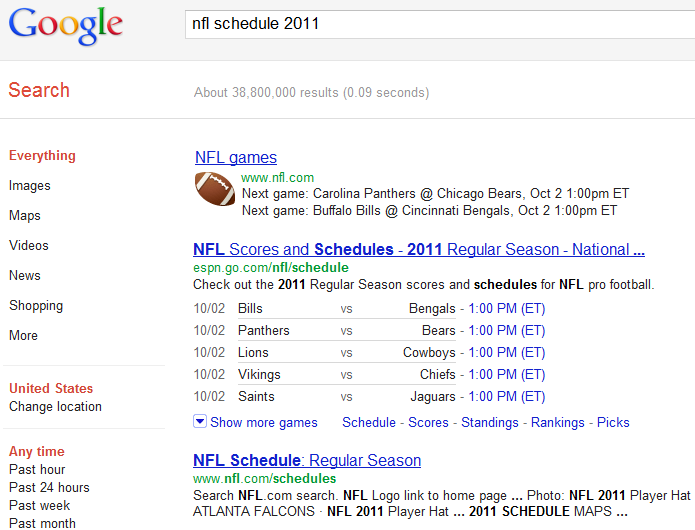 Google
nfl schedule 2011
Search
About 38,800,000 results (0.09 seconds)
Everything
Images
Maps
Videos
News
Shopping
More
United States
Change location
Any time
Past hour
Past 24 hours
Past week
Past month
NFL games
www.nfl.com
Next game: Carolina Panthers @ Chicago Bears, Oct 2 1:00pm ET
Next game: Buffalo Bills @ Cincinnati Bengals, Oct 2 1:00pm ET
NFL Scores and Schedules - 2011 Regular Season - National ...
espn.go.com/nfl/schedule
Check out the 2011 Regular Season scores and schedules for NFL pro football.
10/02 Bills vs Bengals - 1:00 PM (ET)
10/02 Panthers vs Bears - 1:00 PM (ET)
10/02 Lions vs Cowboys - 1:00 PM (ET)
10/02 Vikings vs Chiefs - 1:00 PM (ET)
10/02 Saints vs Jaguars - 1:00 PM (ET)
Show more games Schedule - Scores - Standings - Rankings - Picks
NFL Schedule: Regular Season
www.nfl.com/schedules
Search NFL.com search. NFL Logo link to home page ... Photo: NFL 2011 Player Hat
ATLANTA FALCONS · NFL 2011 Player Hat ... 2011 SCHEDULE MAPS ...